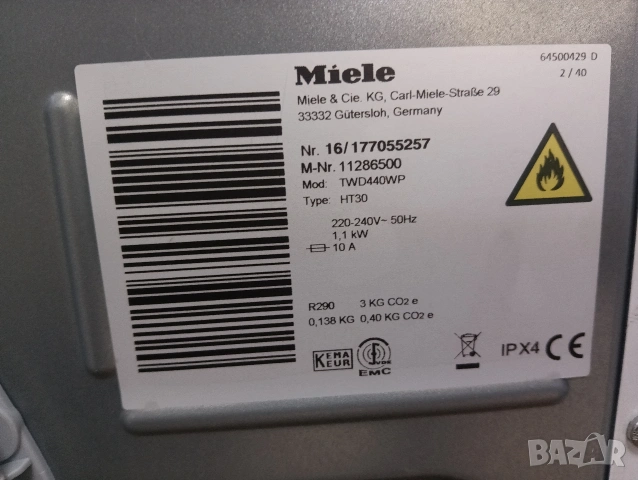 64500429 D
2 / 40
Miele
Miele & Cie. KG, Carl-Miele-Straße 29
33332 Gütersloh, Germany
Nr. 16/177055257
M-Nr. 11286500
Mod: TWD440WP
Type: HT30
220-240V~ 50Hz
1,1 kW
10 A
R290 3 KG CO2 e
0,138 KG 0,40 KG CO2 e
KEMA
KEUR
VDE
EMC
IPX4 CE
BAZAR